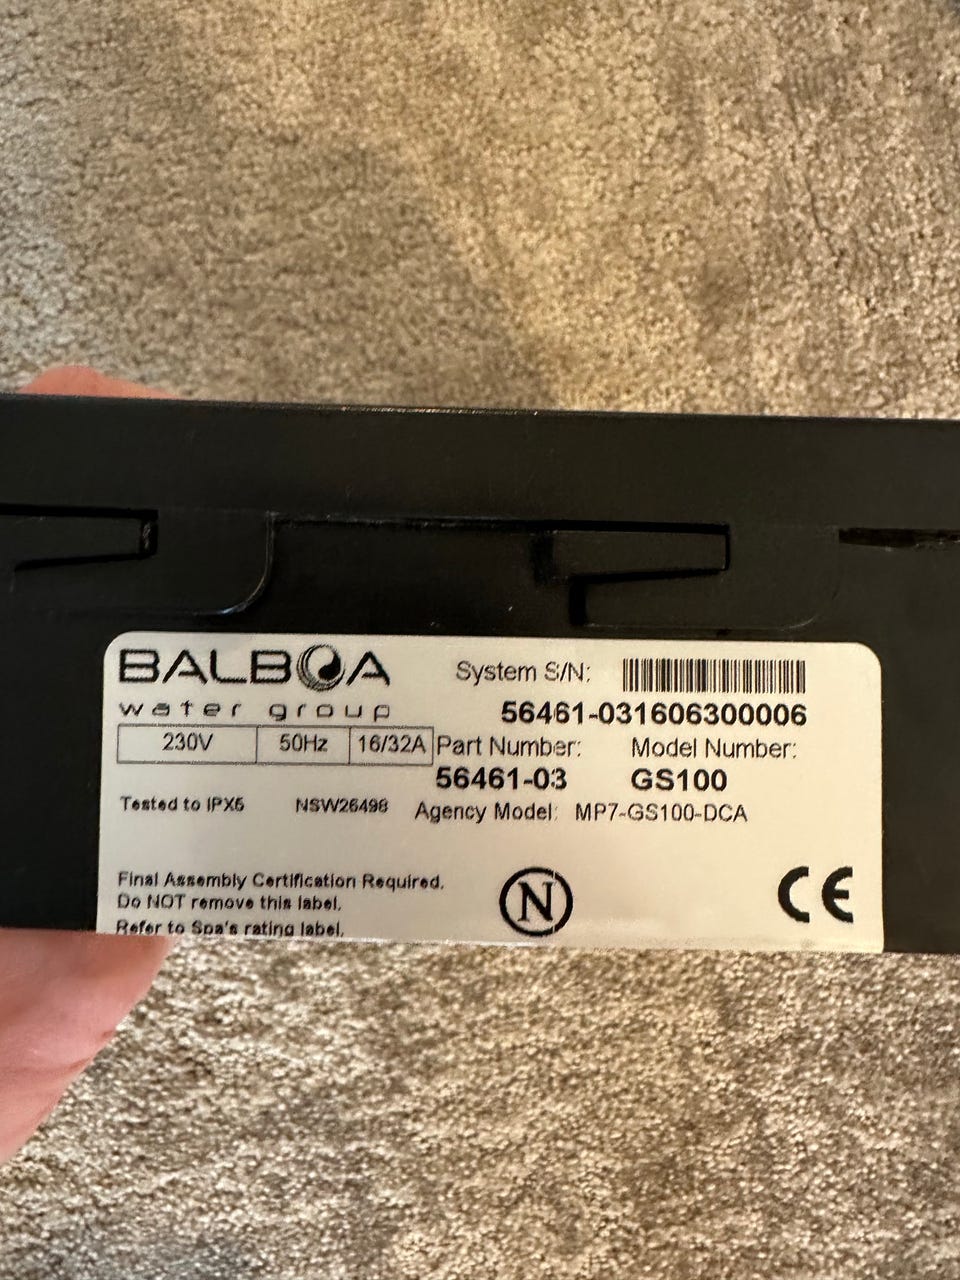 BALBOA
water group
System S/N:
56461-031606300006
230V 50Hz 16/32A
Part Number: Model Number:
56461-03 GS100
Tested to IPX5 NSW26498
Agency Model: MP7-GS100-DCA
Final Assembly Certification Required.
Do NOT remove this label.
Refer to Spa's rating label.
N
CE